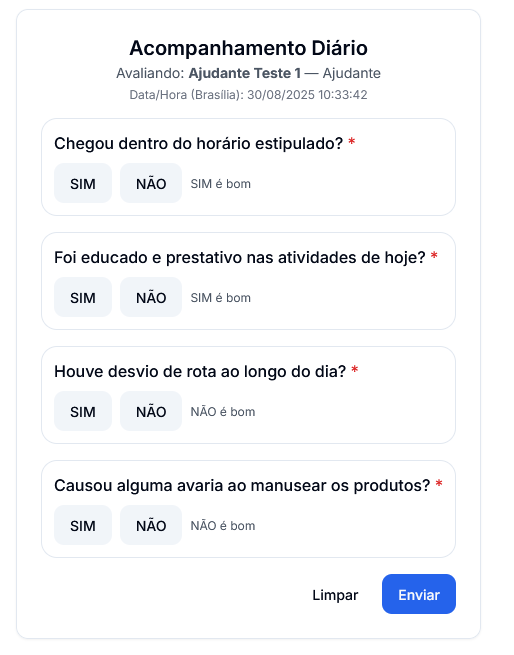 Acompanhamento Diário
Avaliando: Ajudante Teste 1 — Ajudante
Data/Hora (Brasília): 30/08/2025 10:33:42
Chegou dentro do horário estipulado? *
SIM NÃO SIM é bom
Foi educado e prestativo nas atividades de hoje? *
SIM NÃO SIM é bom
Houve desvio de rota ao longo do dia? *
SIM NÃO NÃO é bom
Causou alguma avaria ao manusear os produtos? *
SIM NÃO NÃO é bom
Limpar Enviar